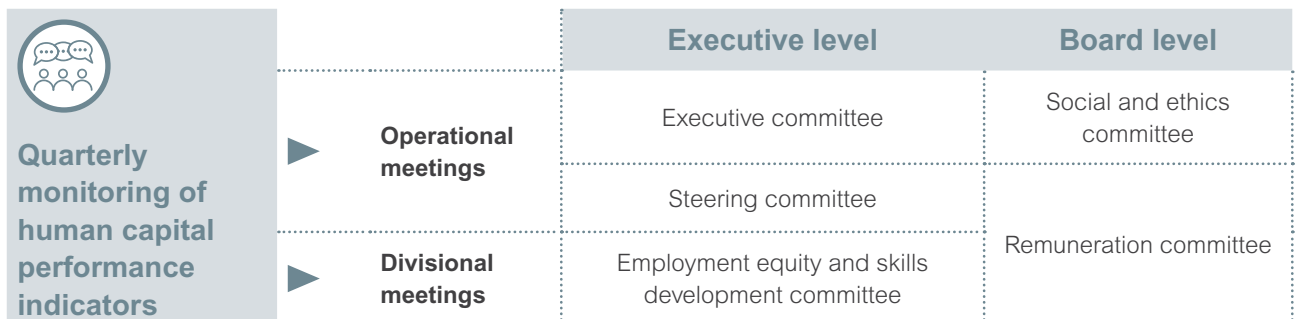 Executive level
Board level
Quarterly
monitoring of
human capital
performance
indicators
Operational
meetings
Executive committee
Social and ethics
committee
Steering committee
Remuneration committee
Divisional
meetings
Employment equity and skills
development committee